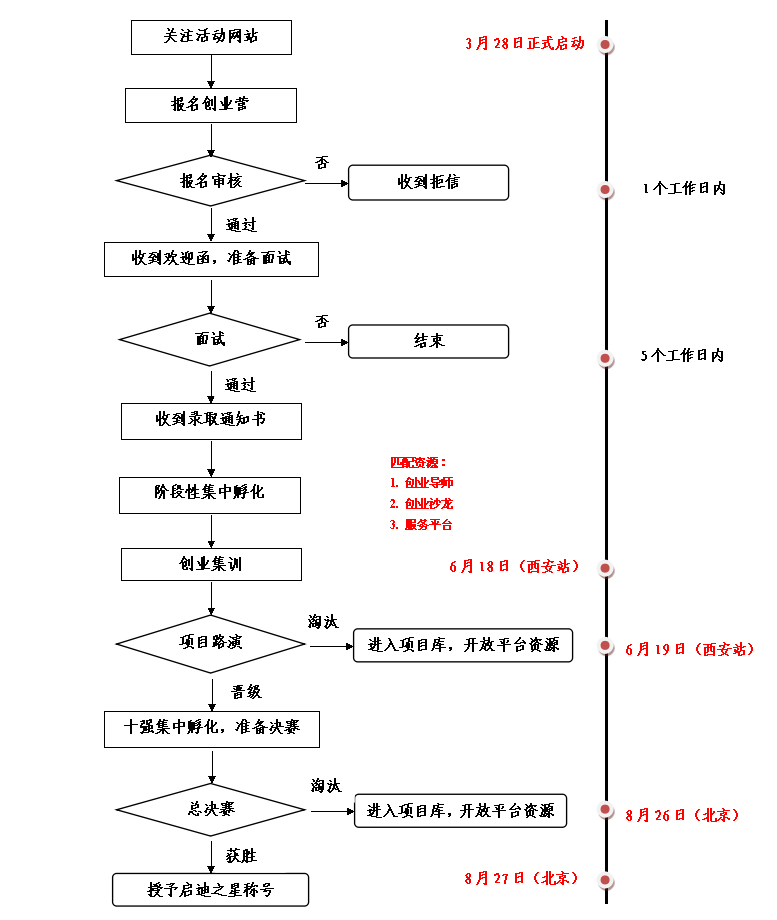 关注活动网站
3月28日正式启动
报名创业营
否
报名审核
收到拒信
1个工作日内
通过
收到欢迎函，准备面试
否
面试
结束
5个工作日内
通过
收到录取通知书
匹配资源：
1. 创业导师
阶段性集中孵化
2. 创业沙龙
3. 服务平台
创业集训
6月18日（西安站）
淘汰
项目路演
进入项目库，开放平台资源
6月19日（西安站）
晋级
十强集中孵化，准备决赛
淘汰
总决赛
进入项目库，开放平台资源
8月26日（北京）
获胜
8月27日（北京）
授予启迪之星称号